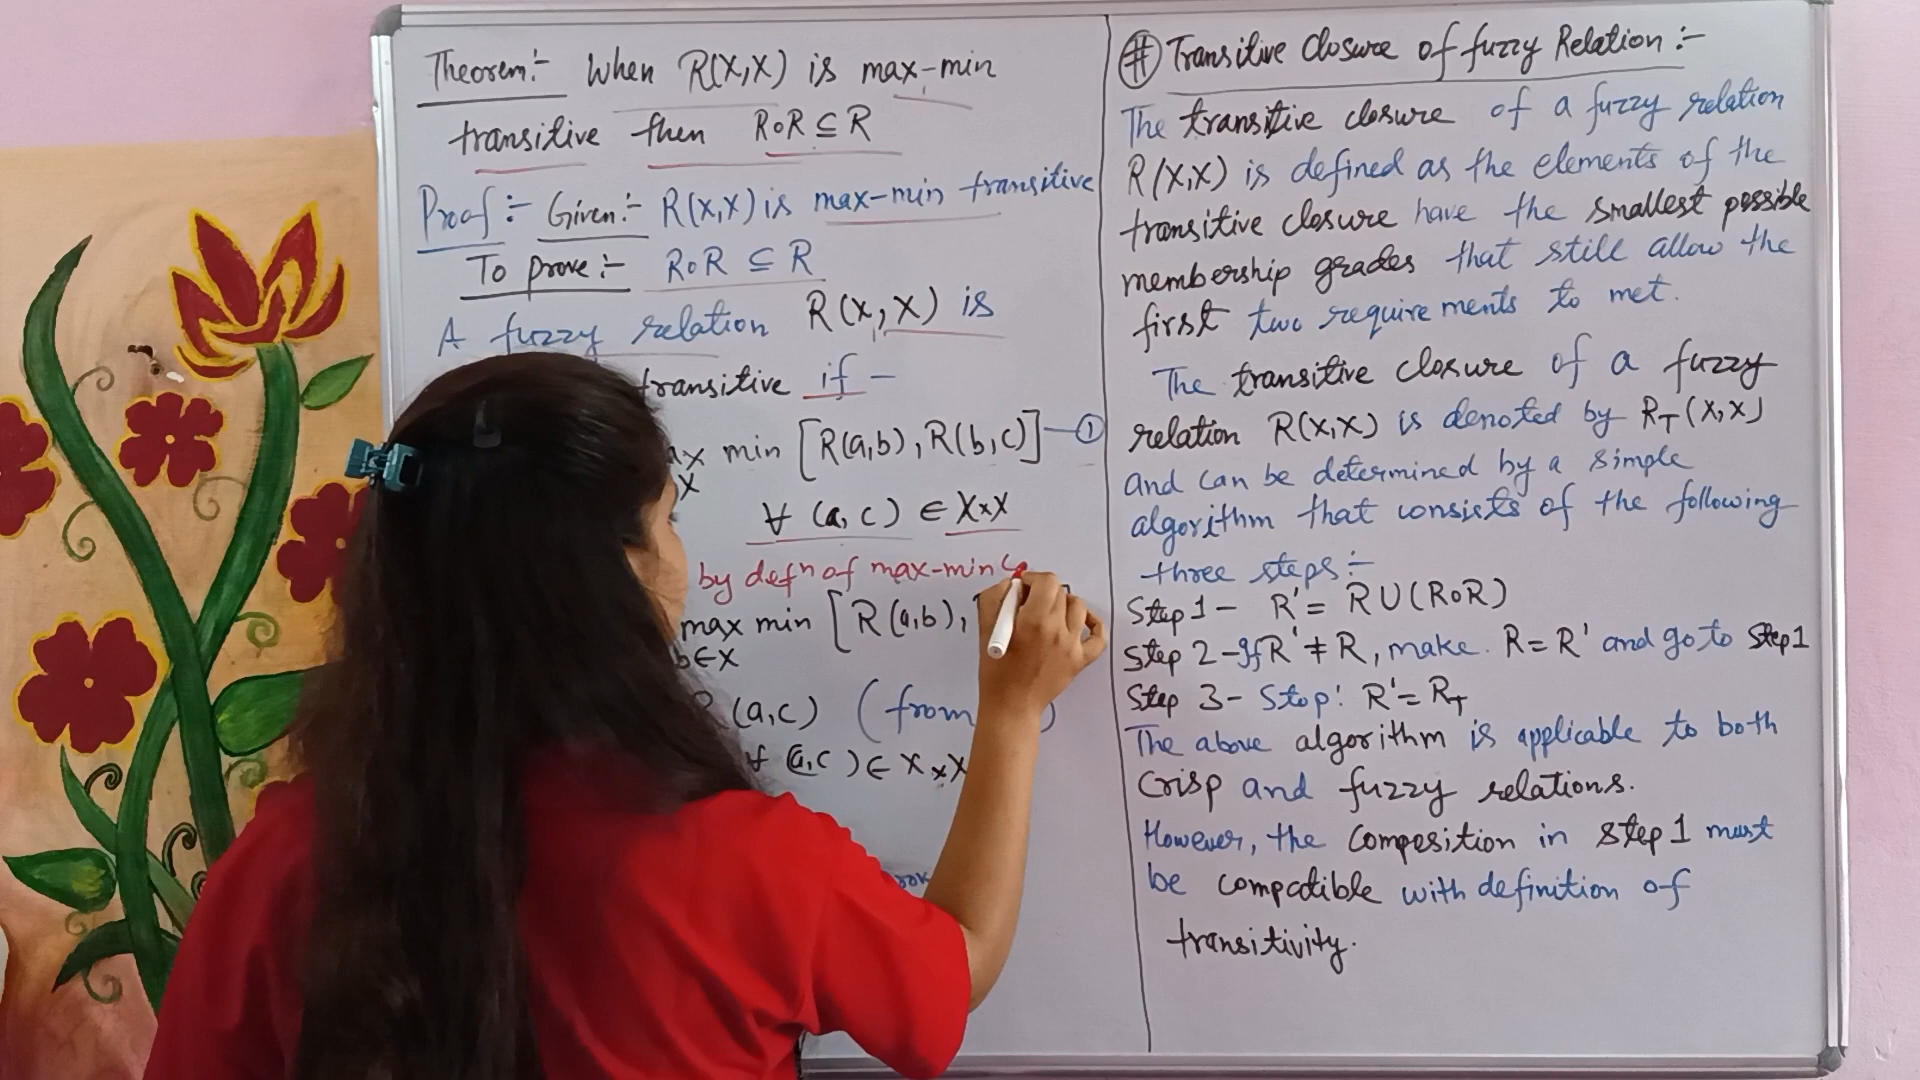 Theorem:- When R(X,X) is max-min
transitive then R∘R ⊆ R
Proof:- Given:- R(X,X) is max-min transitive
To prove:- R∘R ⊆ R
A fuzzy relation R(X,X) is
transitive if -
min [R(a,b), R(b,c)] — ①
X
∀ (a, c) ∈ X×X
by defⁿ of max-min
max min [R(a,b),
b∈X
R(a,c) (from )
∀ (a,c) ∈ X×X
# Transitive Closure of fuzzy Relation :-
The transitive closure of a fuzzy relation
R(X,X) is defined as the elements of the
transitive closure have the smallest possible
membership grades that still allow the
first two requirements to met.
The transitive closure of a fuzzy
relation R(X,X) is denoted by R_T(X,X)
and can be determined by a simple
algorithm that consists of the following
three steps:-
Step 1 - R' = R ∪ (R∘R)
Step 2 - If R' ≠ R, make R = R' and go to Step 1
Step 3 - Stop: R' = R_T
The above algorithm is applicable to both
Crisp and fuzzy relations.
However, the composition in Step 1 must
be compatible with definition of
transitivity.